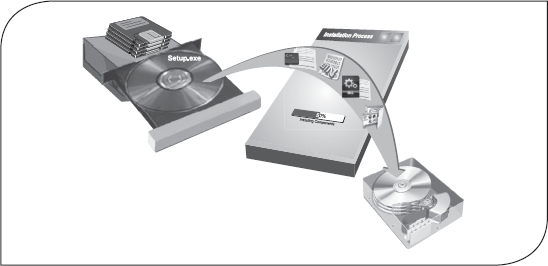 Setup.exe
Installation Process
Installing Components